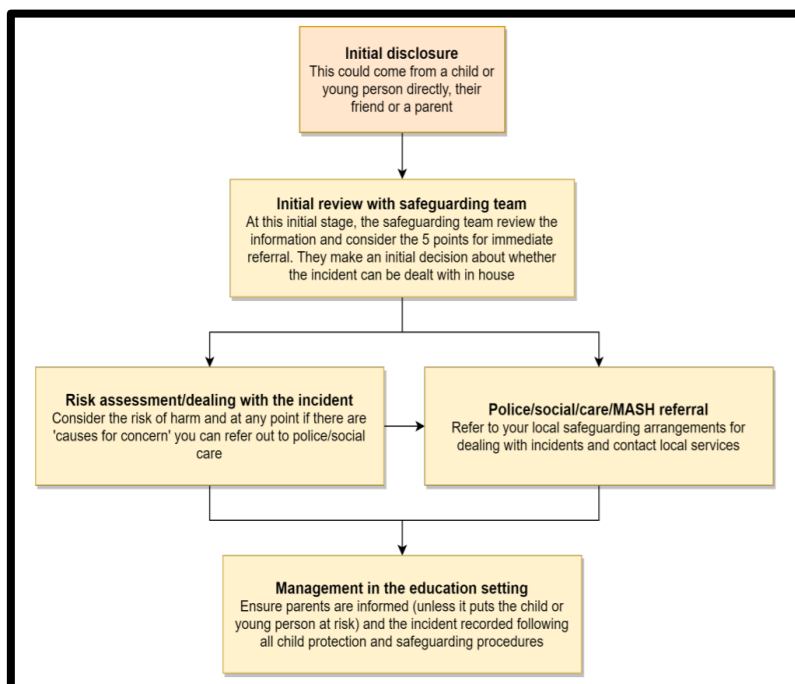 Initial disclosure
This could come from a child or
young person directly, their
friend or a parent
Initial review with safeguarding team
At this initial stage, the safeguarding team review the
information and consider the 5 points for immediate
referral. They make an initial decision about whether
the incident can be dealt with in house
Risk assessment/dealing with the incident
Consider the risk of harm and at any point if there are
'causes for concern' you can refer out to police/social
care
Police/social/care/MASH referral
Refer to your local safeguarding arrangements for
dealing with incidents and contact local services
Management in the education setting
Ensure parents are informed (unless it puts the child or
young person at risk) and the incident recorded following
all child protection and safeguarding procedures